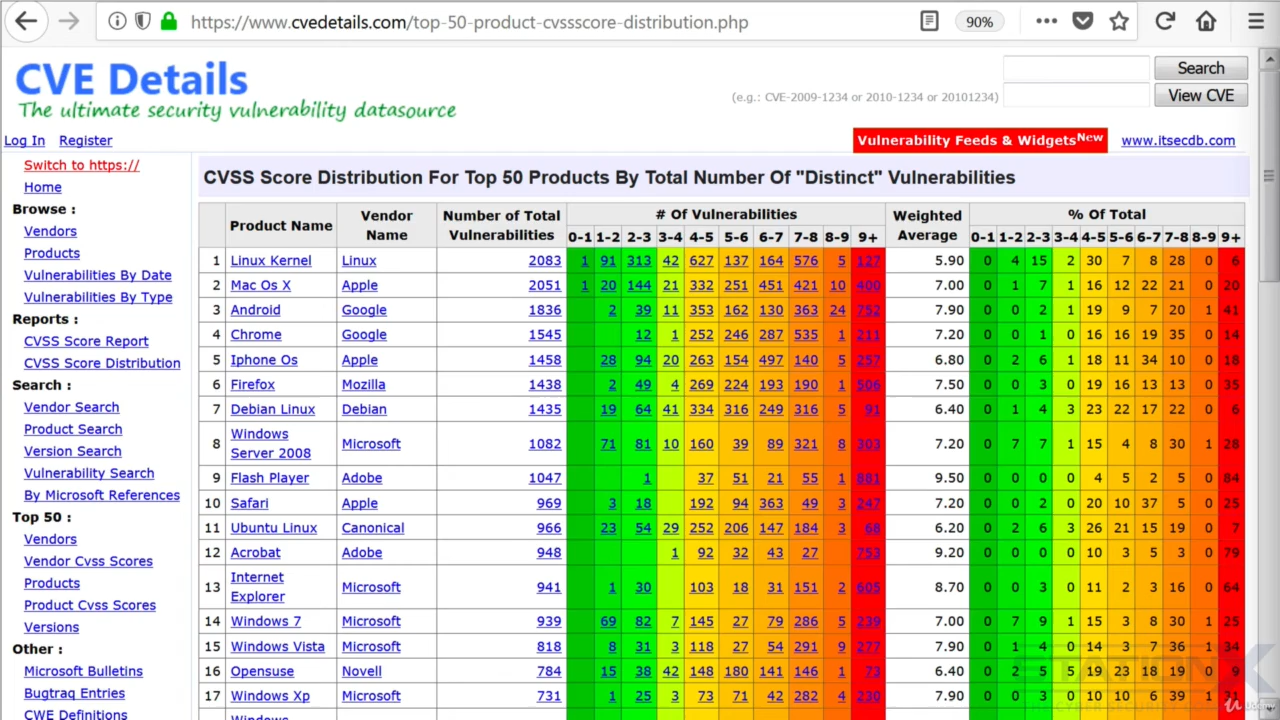 https://www.cvedetails.com/top-50-product-cvssscore-distribution.php 90%
CVE Details
The ultimate security vulnerability datasource
Search
(e.g.: CVE-2009-1234 or 2010-1234 or 20101234) View CVE
Log In Register
Vulnerability Feeds & Widgets New www.itsecdb.com
Switch to https://
Home
Browse :
Vendors
Products
Vulnerabilities By Date
Vulnerabilities By Type
Reports :
CVSS Score Report
CVSS Score Distribution
Search :
Vendor Search
Product Search
Version Search
Vulnerability Search
By Microsoft References
Top 50 :
Vendors
Vendor Cvss Scores
Products
Product Cvss Scores
Versions
Other :
Microsoft Bulletins
Bugtraq Entries
CWE Definitions
CVSS Score Distribution For Top 50 Products By Total Number Of "Distinct" Vulnerabilities
Product Name Vendor Name Number of Total Vulnerabilities # Of Vulnerabilities Weighted Average % Of Total
0-1 1-2 2-3 3-4 4-5 5-6 6-7 7-8 8-9 9+ 0-1 1-2 2-3 3-4 4-5 5-6 6-7 7-8 8-9 9+
1 Linux Kernel Linux 2083 1 91 313 42 627 137 164 576 5 127 5.90 0 4 15 2 30 7 8 28 0 6
2 Mac Os X Apple 2051 1 20 144 21 332 251 451 421 10 400 7.00 0 1 7 1 16 12 22 21 0 20
3 Android Google 1836 2 39 11 353 162 130 363 24 752 7.90 0 0 2 1 19 9 7 20 1 41
4 Chrome Google 1545 12 1 252 246 287 535 1 211 7.20 0 0 1 0 16 16 19 35 0 14
5 Iphone Os Apple 1458 28 94 20 263 154 497 140 5 257 6.80 0 2 6 1 18 11 34 10 0 18
6 Firefox Mozilla 1438 2 49 4 269 224 193 190 1 506 7.50 0 0 3 0 19 16 13 13 0 35
7 Debian Linux Debian 1435 19 64 41 334 316 249 316 5 91 6.40 0 1 4 3 23 22 17 22 0 6
8 Windows Server 2008 Microsoft 1082 71 81 10 160 39 89 321 8 303 7.20 0 7 7 1 15 4 8 30 1 28
9 Flash Player Adobe 1047 1 37 51 21 55 1 881 9.50 0 0 0 0 4 5 2 5 0 84
10 Safari Apple 969 3 18 192 94 363 49 3 247 7.20 0 0 2 0 20 10 37 5 0 25
11 Ubuntu Linux Canonical 966 23 54 29 252 206 147 184 3 68 6.20 0 2 6 3 26 21 15 19 0 7
12 Acrobat Adobe 948 1 92 32 43 27 753 9.20 0 0 0 0 10 3 5 3 0 79
13 Internet Explorer Microsoft 941 1 30 103 18 31 151 2 605 8.70 0 0 3 0 11 2 3 16 0 64
14 Windows 7 Microsoft 939 69 82 7 145 27 79 286 5 239 7.00 0 7 9 1 15 3 8 30 1 25
15 Windows Vista Microsoft 818 8 31 3 118 27 54 291 9 277 7.90 0 1 4 0 14 3 7 36 1 34
16 Opensuse Novell 784 15 38 42 148 180 141 146 1 73 6.40 0 2 5 5 19 23 18 19 0 9
17 Windows Xp Microsoft 731 1 25 3 73 71 42 282 4 230 7.90 0 0 3 0 10 10 6 39 1 31
Windows
STATIONX
Udemy